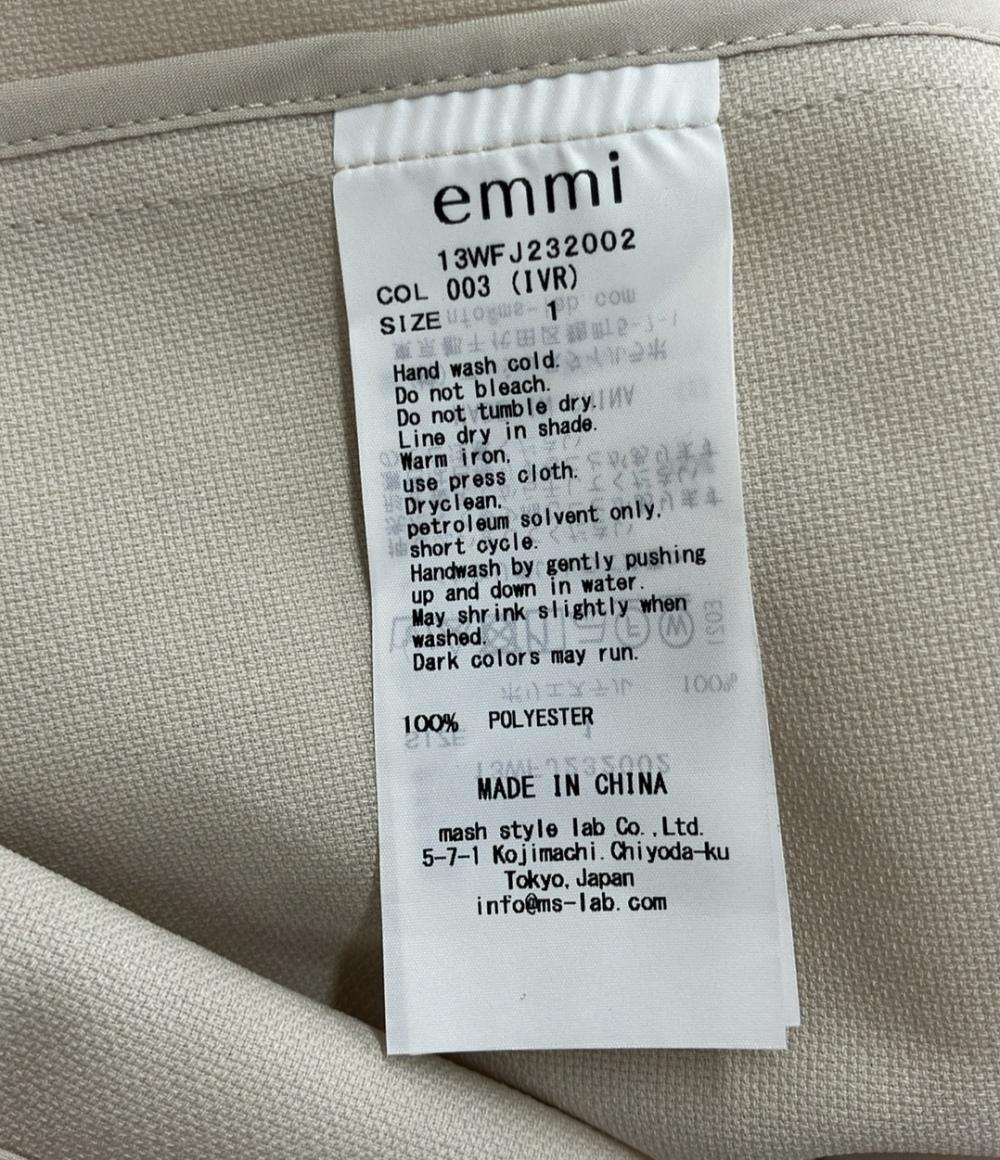 emmi
13WFJ232002
COL 003 (IVR)
SIZE 1
Hand wash cold.
Do not bleach.
Do not tumble dry.
Line dry in shade.
Warm iron,
use press cloth.
Dryclean,
petroleum solvent only,
short cycle.
Handwash by gently pushing
up and down in water.
May shrink slightly when
washed.
Dark colors may run.
100% POLYESTER
MADE IN CHINA
mash style lab Co.,Ltd.
5-7-1 Kojimachi.Chiyoda-ku
Tokyo,Japan
info@ms-lab.com